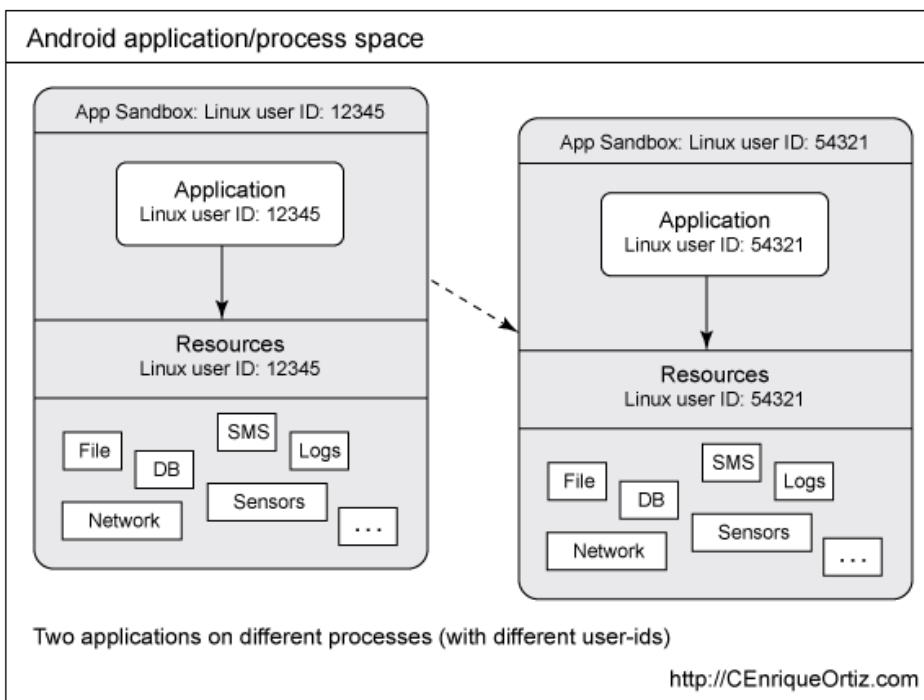 Android application/process space
App Sandbox: Linux user ID: 12345
Application
Linux user ID: 12345
Resources
Linux user ID: 12345
File
DB
SMS
Logs
Network
Sensors
...
App Sandbox: Linux user ID: 54321
Application
Linux user ID: 54321
Resources
Linux user ID: 54321
File
DB
SMS
Logs
Network
Sensors
...
Two applications on different processes (with different user-ids)
http://CEnriqueOrtiz.com